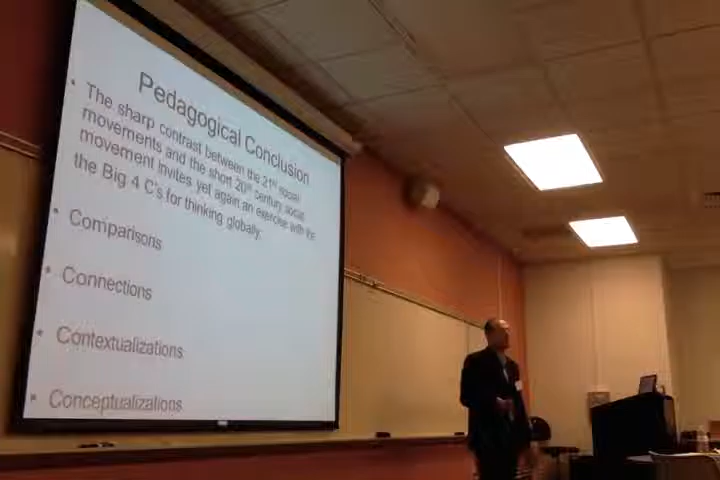 Pedagogical Conclusion
• The sharp contrast between the 21st social
movements and the short 20th century social
movement invites yet again an exercise with the
the Big 4 C's for thinking globally.
• Comparisons
• Connections
• Contextualizations
• Conceptualizations